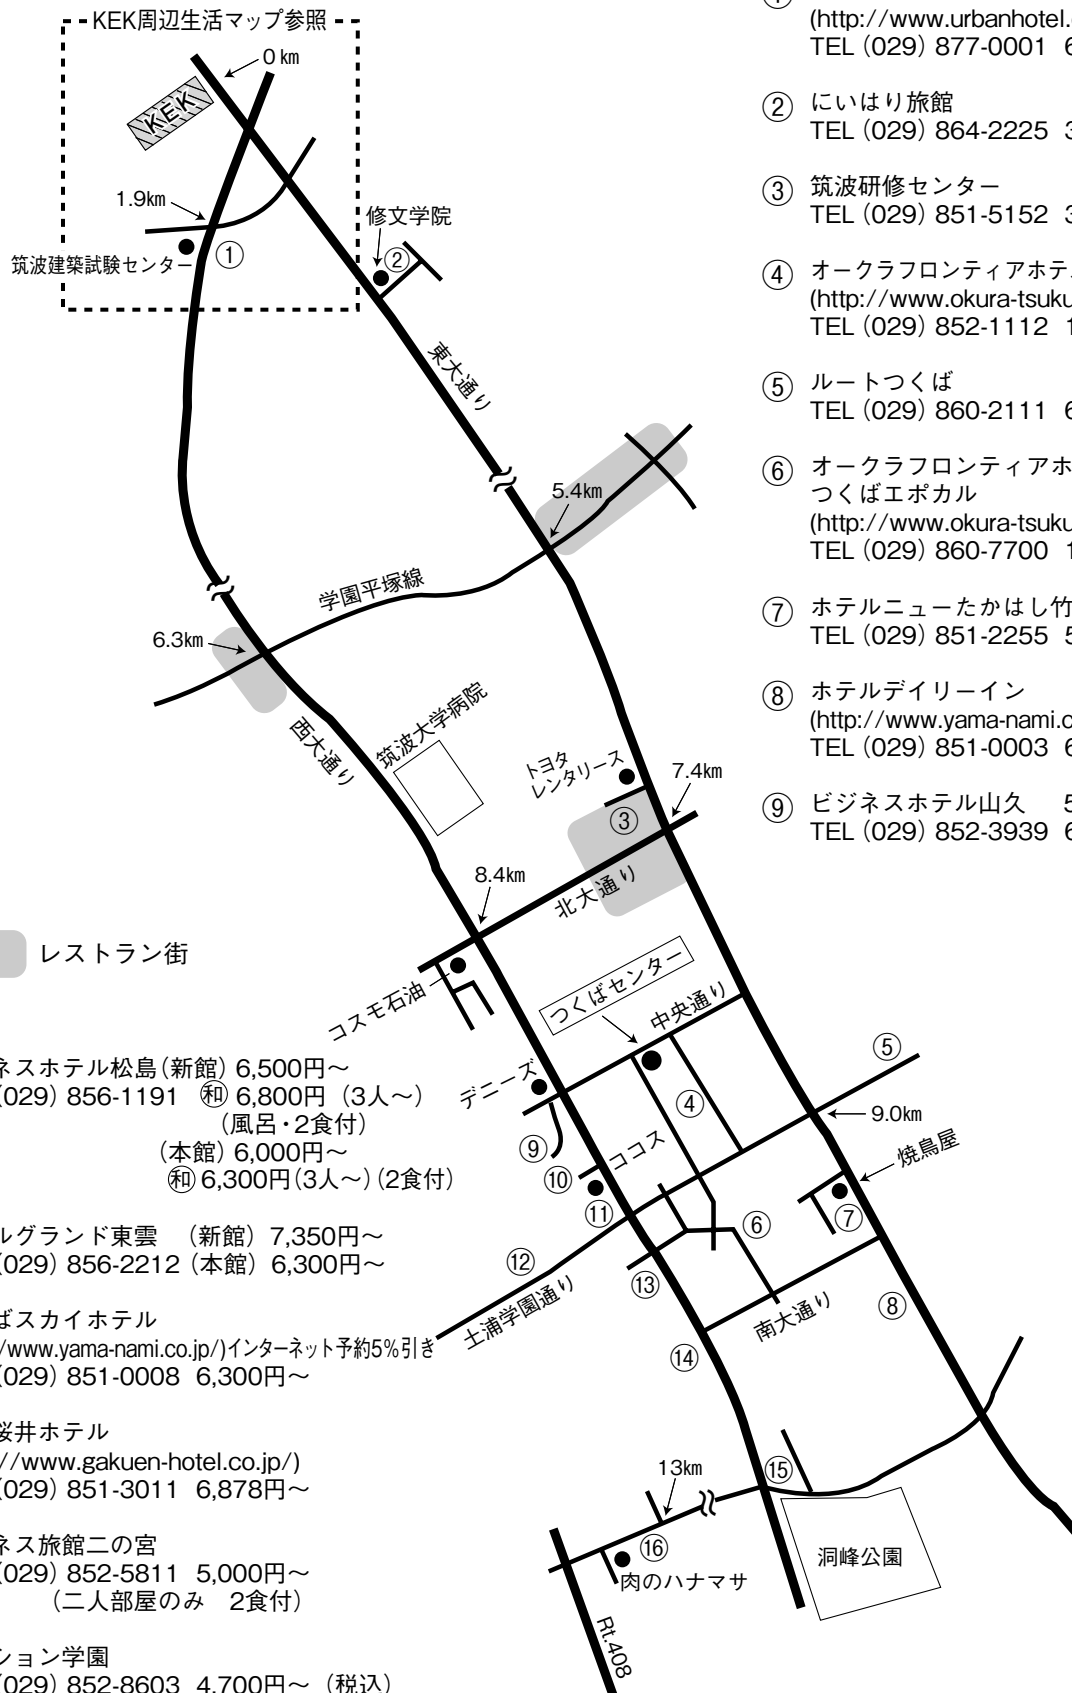 KEK周辺生活マップ参照
0km
KEK
1.9km
筑波建築試験センター
①
修文学院
②
東大通り
5.4km
学園平塚線
6.3km
西大通り
筑波大学病院
トヨタ
レンタリース
7.4km
③
8.4km
北大通り
コスモ石油
つくばセンター
中央通り
デニーズ
④
⑤
9.0km
⑨
ココス
⑩
⑪
焼鳥屋
⑦
⑥
⑫
⑬
土浦学園通り
南大通り
⑧
⑭
13km
⑮
⑯
肉のハナマサ
洞峰公園
Rt.408
レストラン街
(http://www.urbanhotel.
TEL (029) 877-0001 6
② にいはり旅館
TEL (029) 864-2225 3
③ 筑波研修センター
TEL (029) 851-5152 3
④ オークラフロンティアホテ
(http://www.okura-tsuku
TEL (029) 852-1112 1
⑤ ルートつくば
TEL (029) 860-2111 6
⑥ オークラフロンティアホ
つくばエポカル
(http://www.okura-tsuku
TEL (029) 860-7700 1
⑦ ホテルニューたかはし竹
TEL (029) 851-2255 5
⑧ ホテルデイリーイン
(http://www.yama-nami.c
TEL (029) 851-0003 6
⑨ ビジネスホテル山久 5
TEL (029) 852-3939 6
ネスホテル松島(新館) 6,500円～
(029) 856-1191 ㊿和 6,800円 (3人～)
(風呂・2食付)
(本館) 6,000円～
和 6,300円(3人～)(2食付)
ルグランド東雲 (新館) 7,350円～
(029) 856-2212 (本館) 6,300円～
ばスカイホテル
/www.yama-nami.co.jp/)インターネット予約5%引き
(029) 851-0008 6,300円～
桜井ホテル
//www.gakuen-hotel.co.jp/)
(029) 851-3011 6,878円～
ネス旅館二の宮
(029) 852-5811 5,000円～
(二人部屋のみ 2食付)
ション学園
(029) 852-8603 4,700円～ (税込)